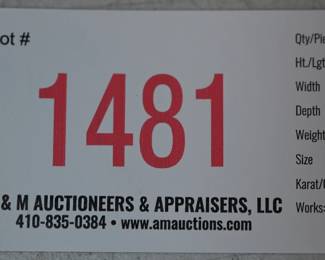 ot #
1481
& M AUCTIONEERS & APPRAISERS, LLC
410-835-0384 • www.amauctions.com
Qty/Pie
Ht./Lgt
Width
Depth
Weight
Size
Karat/
Works: